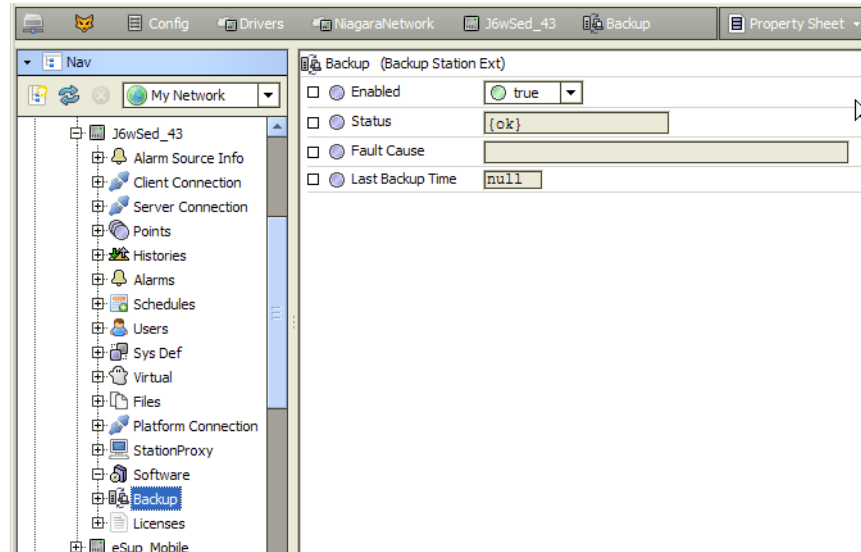 Config Drivers NiagaraNetwork J6wSed_43 Backup Property Sheet
Nav
My Network
J6wSed_43
Alarm Source Info
Client Connection
Server Connection
Points
Histories
Alarms
Schedules
Users
Sys Def
Virtual
Files
Platform Connection
StationProxy
Software
Backup
Licenses
eSup_Mobile
Backup (Backup Station Ext)
Enabled true
Status {ok}
Fault Cause
Last Backup Time null